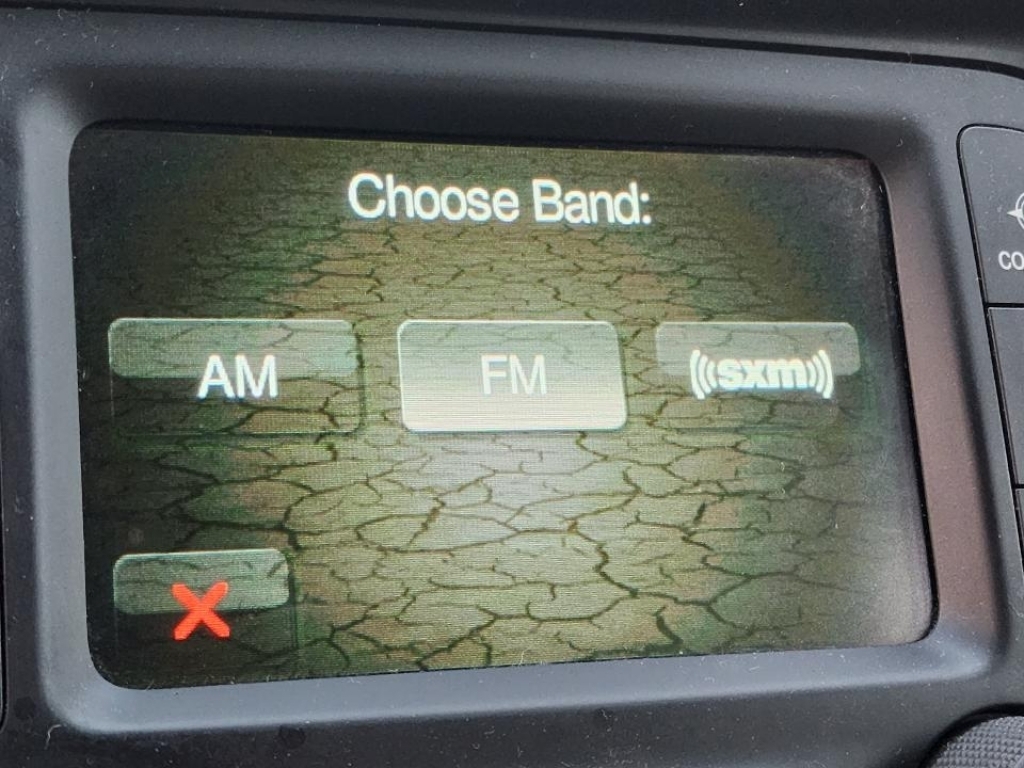 Choose Band:
AM FM ((sxm))